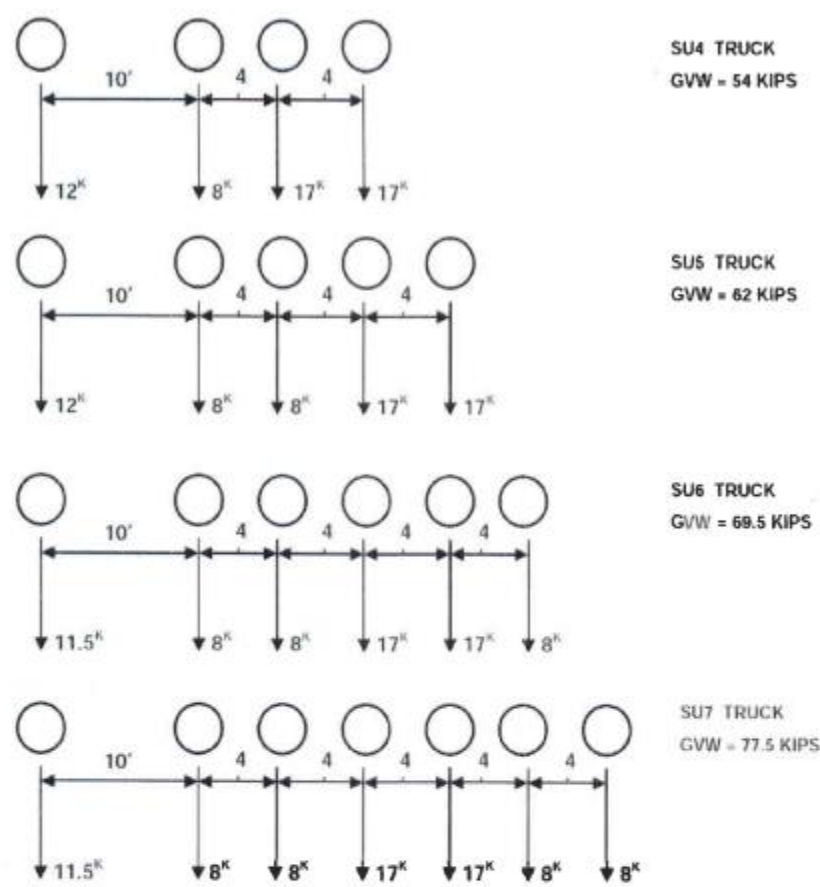 SU4 TRUCK
GVW = 54 KIPS
10' 4 4
12K 8K 17K 17K
SU5 TRUCK
GVW = 62 KIPS
10' 4 4 4
12K 8K 8K 17K 17K
SU6 TRUCK
GVW = 69.5 KIPS
10' 4 4 4 4
11.5K 8K 8K 17K 17K 8K
SU7 TRUCK
GVW = 77.5 KIPS
10' 4 4 4 4 4
11.5K 8K 8K 17K 17K 8K 8K